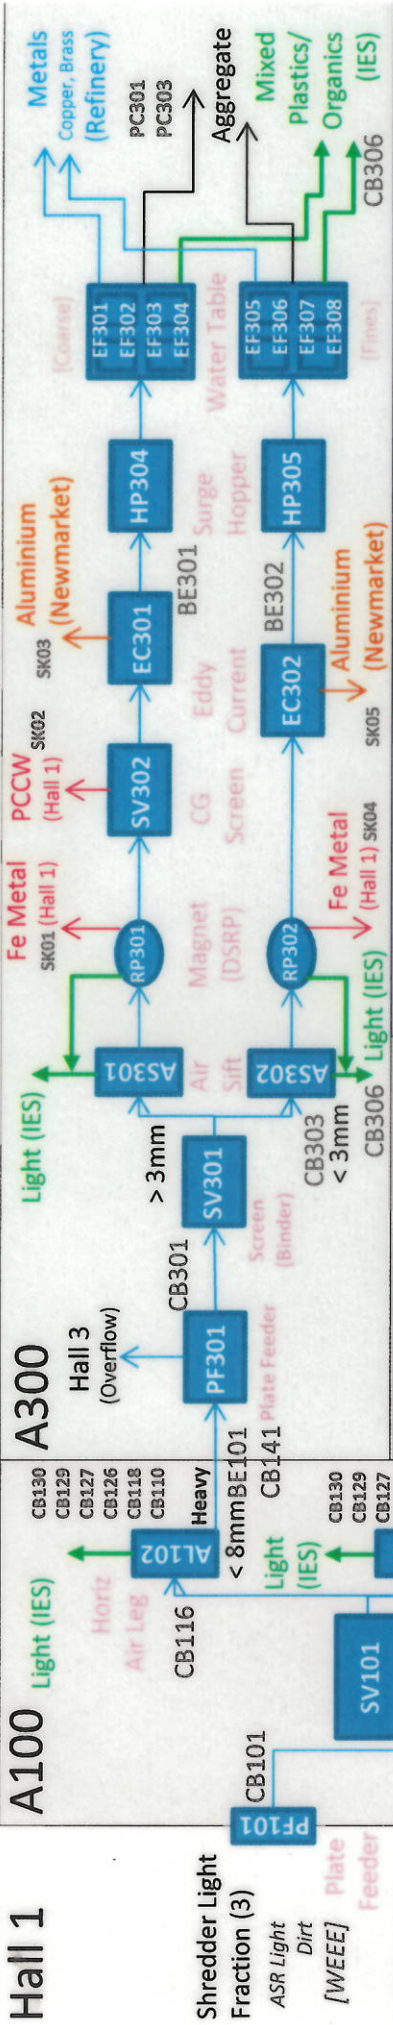 Hall 1
A100
A300
Shredder Light
Fraction (3)
ASR Light
Dirt
[WEEE]
PF101
Plate
Feeder
CB101
SV101
Light (IES)
Horiz
Air Leg
CB116
AL102
CB130
CB129
CB127
CB126
CB118
CB110
Heavy
< 8mm
BE101
CB141
Light
(IES)
CB130
CB129
CB127
Hall 3
(Overflow)
PF301
Plate Feeder
CB301
SV301
Screen
(Binder)
> 3mm
CB303
< 3mm
CB306
Light (IES)
AS301
Air
Sift
AS302
Light (IES)
Fe Metal
SK01 (Hall 1)
RP301
Magnet
(DSRP)
RP302
Fe Metal
(Hall 1) SK04
PCCW
(Hall 1)
SK02
SV302
CG
Screen
Aluminium
(Newmarket)
SK03
EC301
BE301
Eddy
Current
BE302
EC302
Aluminium
(Newmarket)
SK05
HP304
Surge
Hopper
HP305
[Coarse]
EF301
EF302
EF303
EF304
Water Table
EF305
EF306
EF307
EF308
[Fines]
Metals
Copper, Brass
(Refinery)
PC301
PC303
Aggregate
Mixed
Plastics/
Organics
(IES)
CB306